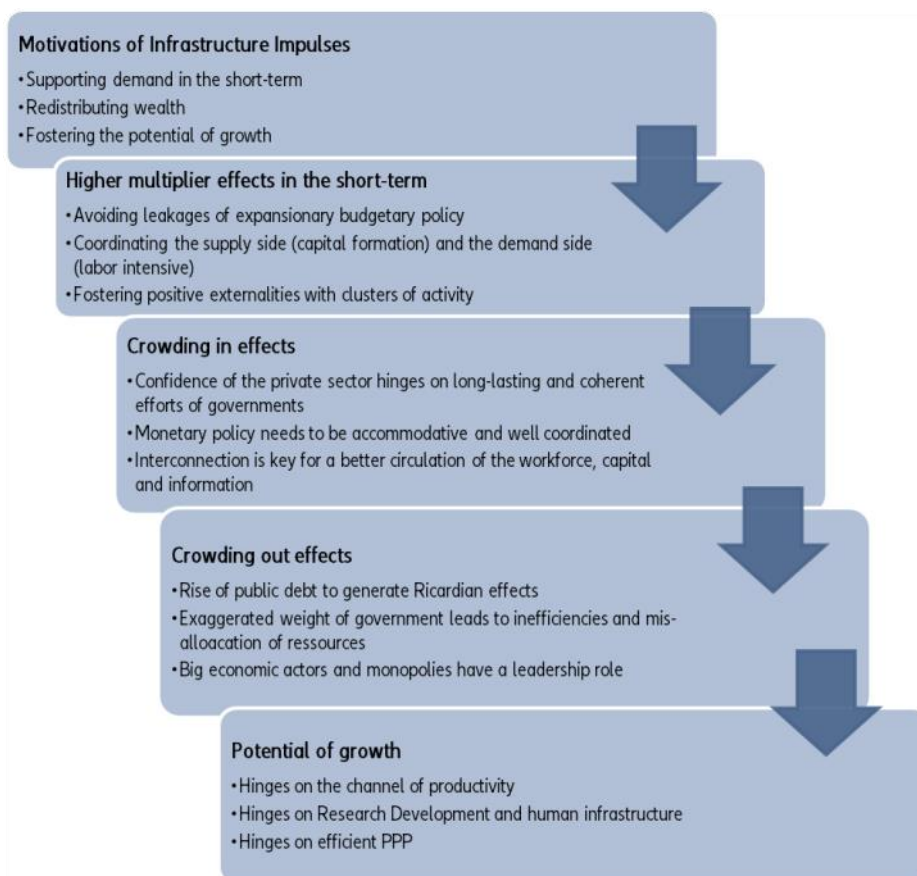 Motivations of Infrastructure Impulses
•Supporting demand in the short-term
•Redistributing wealth
•Fostering the potential of growth
Higher multiplier effects in the short-term
•Avoiding leakages of expansionary budgetary policy
•Coordinating the supply side (capital formation) and the demand side
(labor intensive)
•Fostering positive externalities with clusters of activity
Crowding in effects
•Confidence of the private sector hinges on long-lasting and coherent
efforts of governments
•Monetary policy needs to be accommodative and well coordinated
•Interconnection is key for a better circulation of the workforce, capital
and information
Crowding out effects
•Rise of public debt to generate Ricardian effects
•Exaggerated weight of government leads to inefficiencies and mis-
alloacation of ressources
•Big economic actors and monopolies have a leadership role
Potential of growth
•Hinges on the channel of productivity
•Hinges on Research Development and human infrastructure
•Hinges on efficient PPP